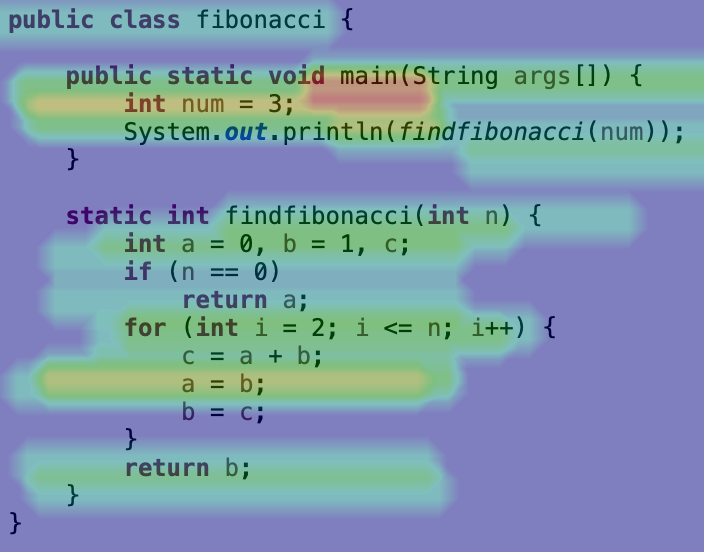 public class fibonacci {
    public static void main(String args[]) {
        int num = 3;
        System.out.println(findfibonacci(num));
    }
    static int findfibonacci(int n) {
        int a = 0, b = 1, c;
        if (n == 0)
            return a;
        for (int i = 2; i <= n; i++) {
            c = a + b;
            a = b;
            b = c;
        }
        return b;
    }
}